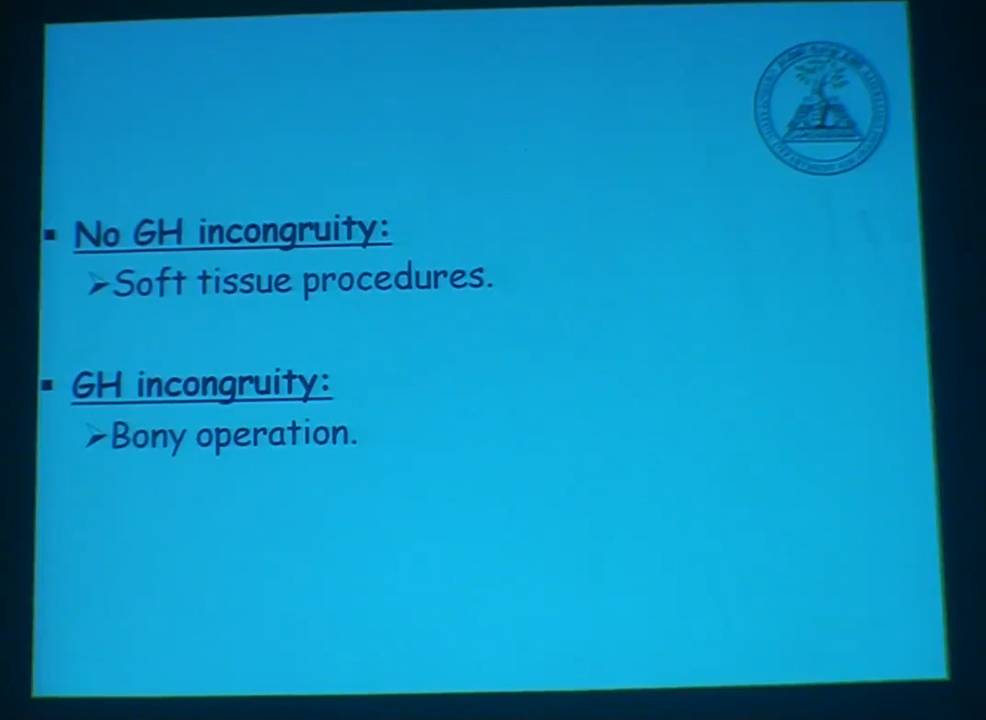 ▪ No GH incongruity:
➢Soft tissue procedures.
▪ GH incongruity:
➢Bony operation.